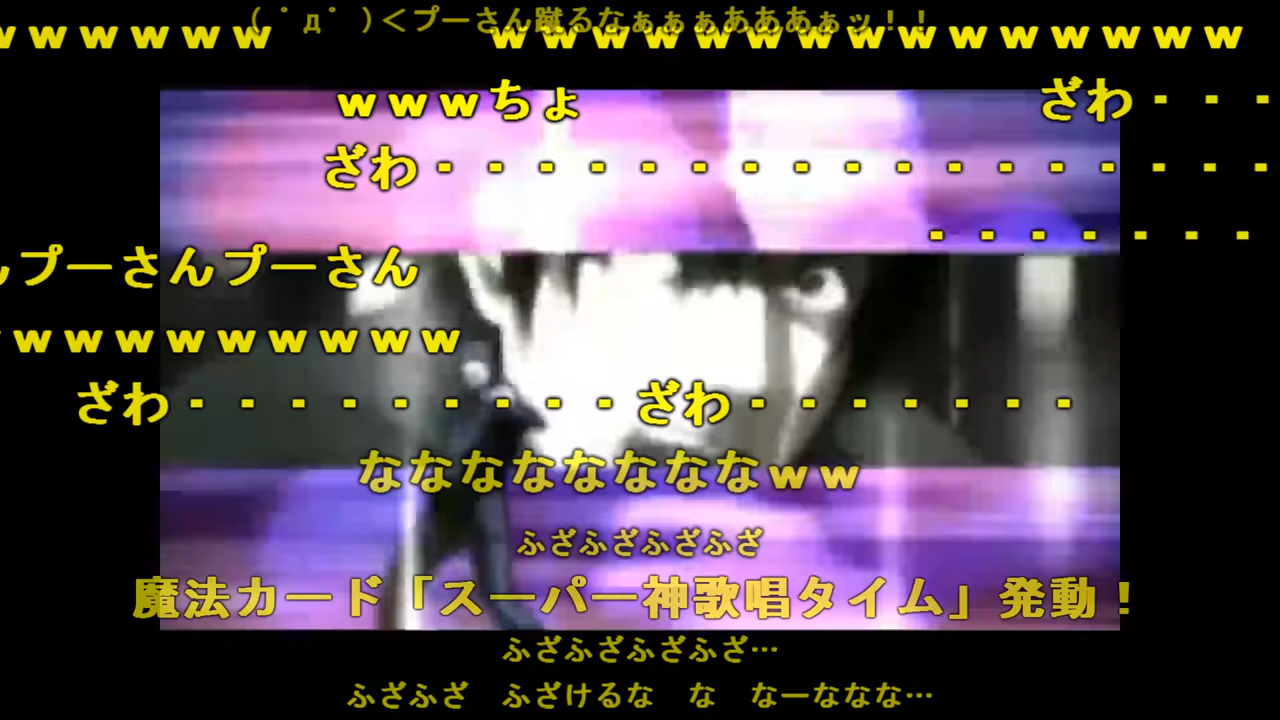 ( ﾟдﾟ )＜プーさん蹴るなぁぁぁあああぁッ！！
ｗｗｗｗｗｗ ｗｗｗｗｗｗｗｗｗｗｗｗｗｗｗ
ｗｗｗちょ ざわ・・・
ざわ・・・・・・・・・・・・・・・・・
・・・・・・・
プーさんプーさん
ｗｗｗｗｗｗｗｗｗ
ざわ・・・・・・・・・ざわ・・・・・・・
ななななななななｗｗ
ふざふざふざふざ
魔法カード「スーパー神歌唱タイム」発動！
ふざふざふざふざ…
ふざふざ　ふざけるな　な　なーななな…